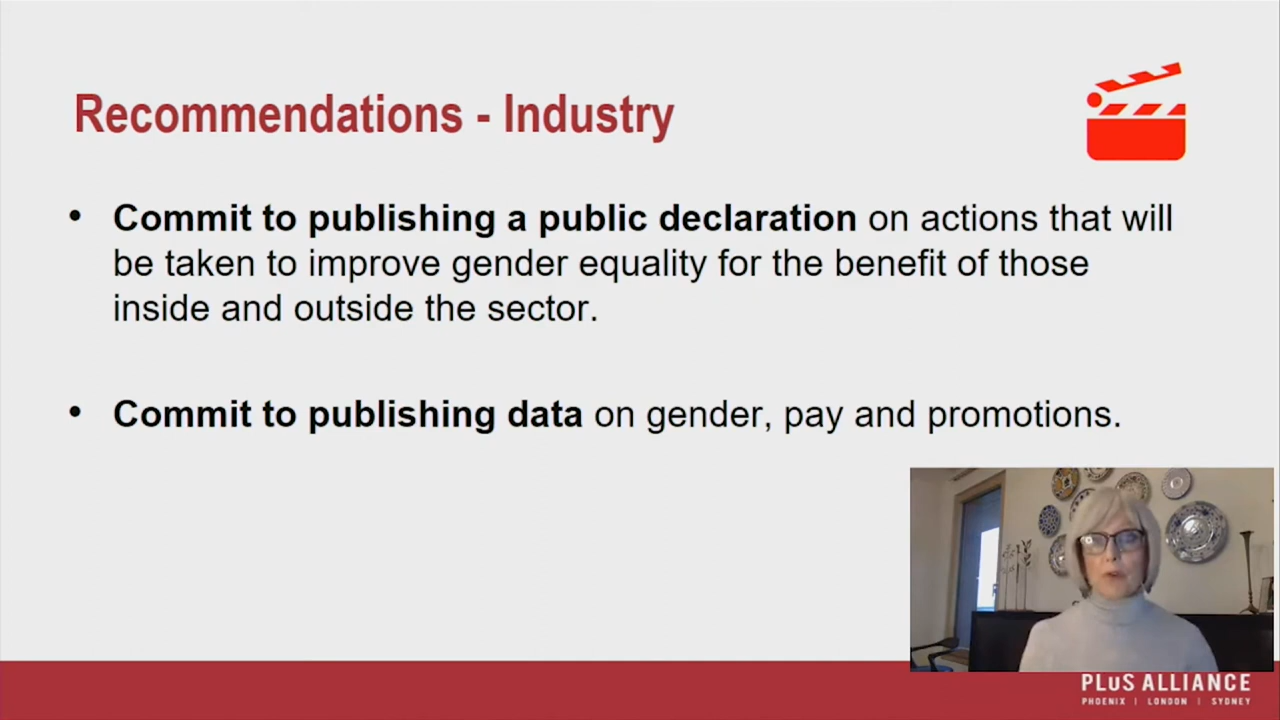 Recommendations - Industry
• Commit to publishing a public declaration on actions that will
be taken to improve gender equality for the benefit of those
inside and outside the sector.
• Commit to publishing data on gender, pay and promotions.
PLuS ALLIANCE
PHOENIX | LONDON | SYDNEY